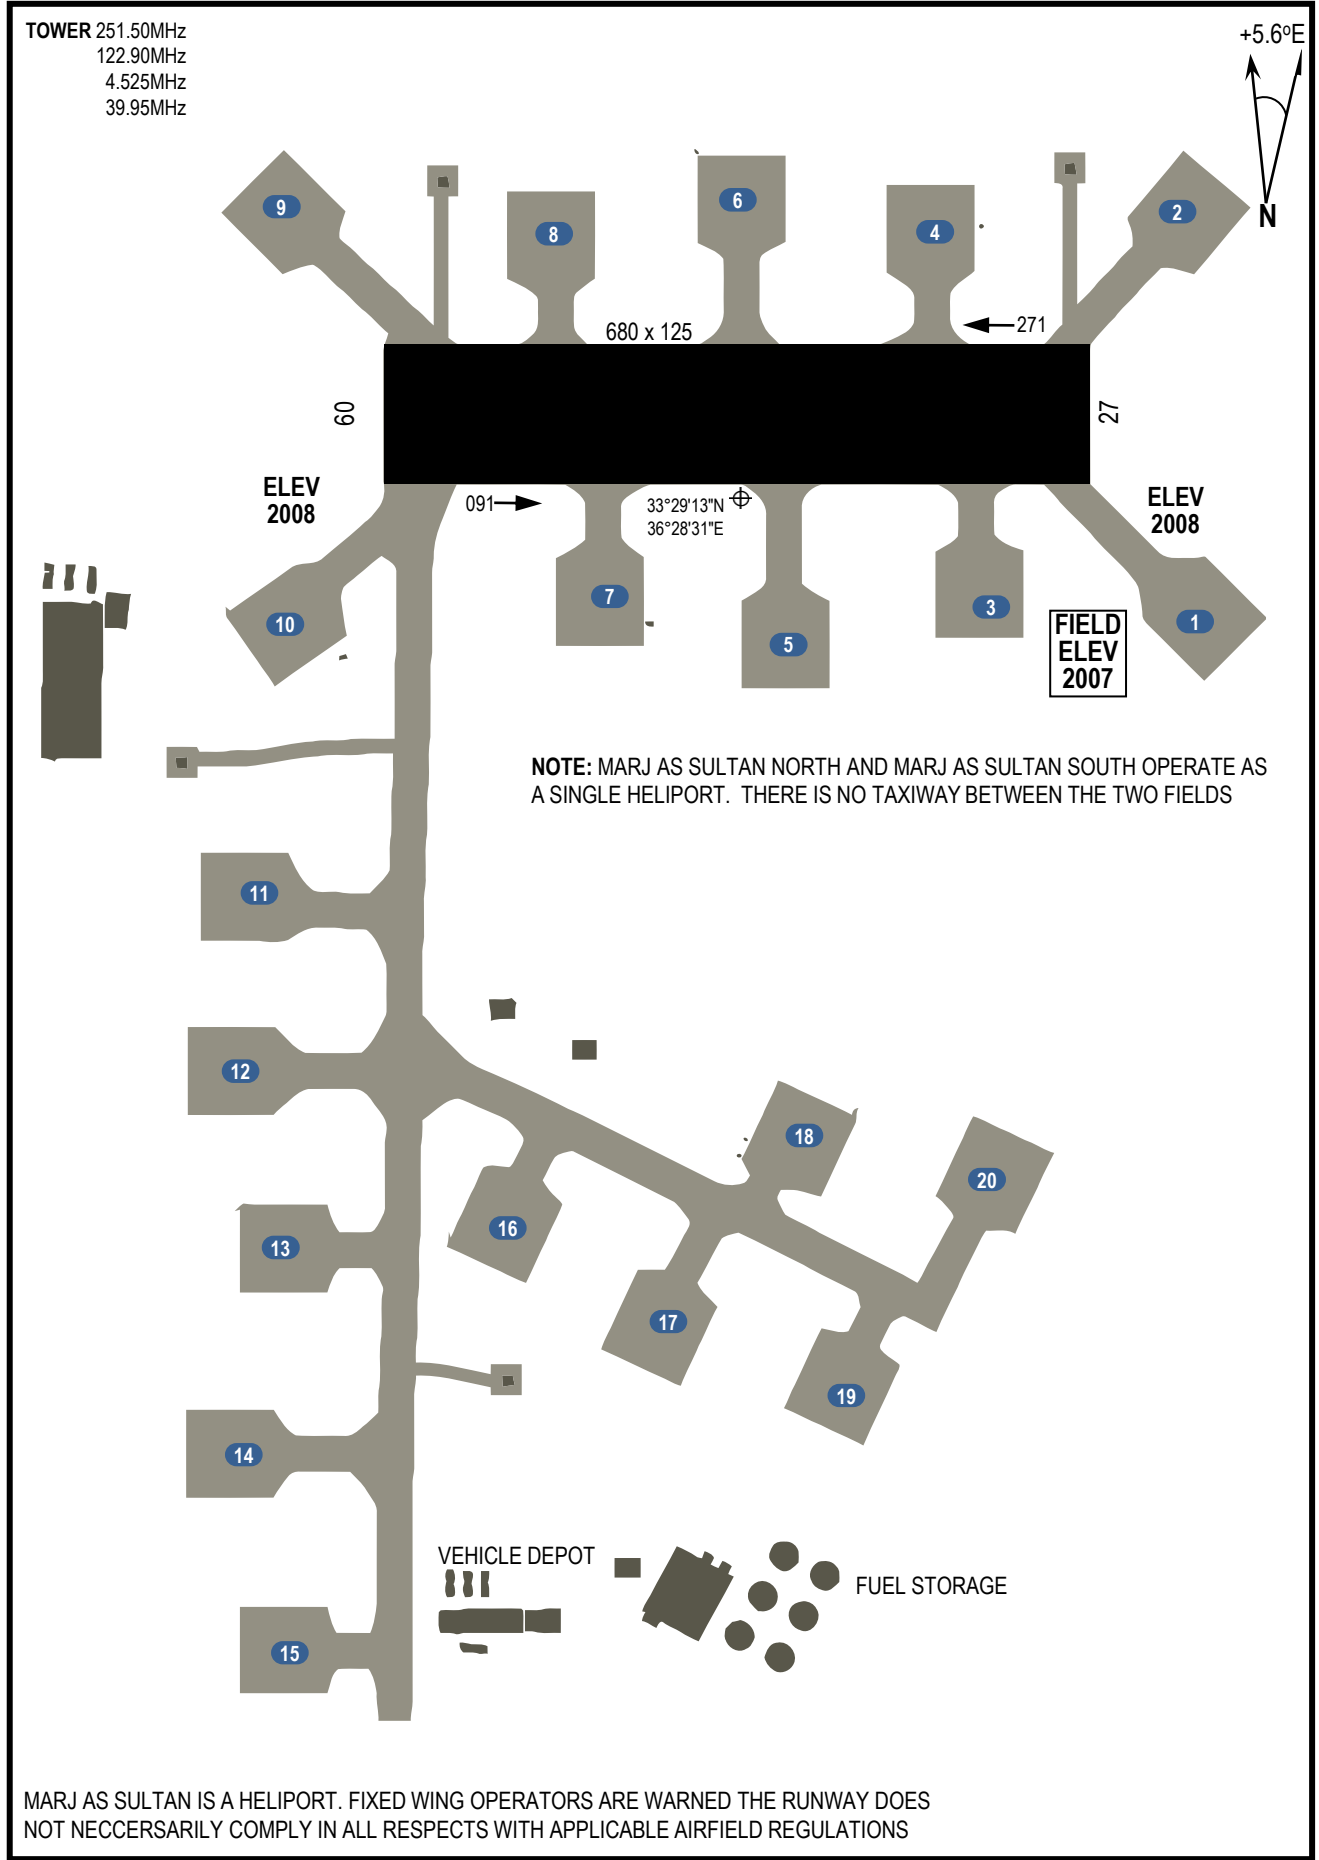 TOWER 251.50MHz
122.90MHz
4.525MHz
39.95MHz
+5.6ºE
N
9
8
6
4
2
680 x 125
271
09
27
ELEV
2008
091
33°29'13"N
36°28'31"E
ELEV
2008
10
7
5
3
1
FIELD
ELEV
2007
NOTE: MARJ AS SULTAN NORTH AND MARJ AS SULTAN SOUTH OPERATE AS
A SINGLE HELIPORT. THERE IS NO TAXIWAY BETWEEN THE TWO FIELDS
11
12
18
20
16
13
17
19
14
VEHICLE DEPOT
FUEL STORAGE
15
MARJ AS SULTAN IS A HELIPORT. FIXED WING OPERATORS ARE WARNED THE RUNWAY DOES
NOT NECCERSARILY COMPLY IN ALL RESPECTS WITH APPLICABLE AIRFIELD REGULATIONS